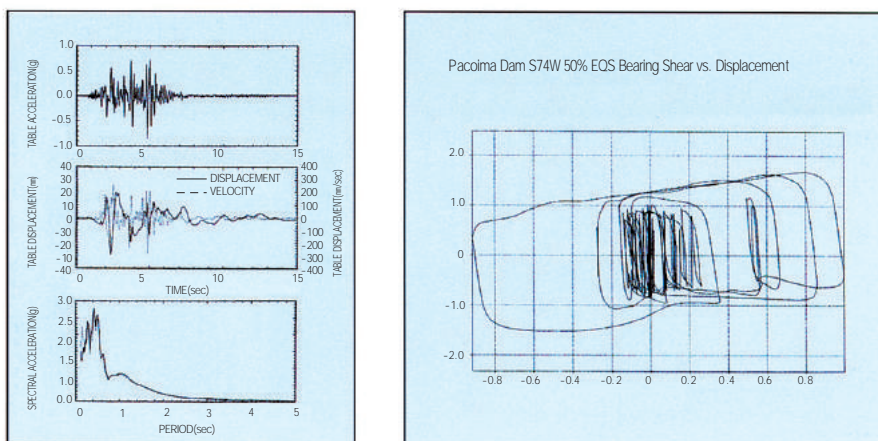 1.0
0.5
0.0
-0.5
-1.0
TABLE ACCELERATION(g)
0 5 10 15
40
30
20
10
0
-10
-20
-30
-40
TABLE DISPLACEMENT(㎜)
DISPLACEMENT
VELOCITY
400
300
200
100
0
-100
-200
-300
-400
TABLE DISPLACEMENT(㎜/sec)
0 5 10 15
TIME(sec)
3.0
2.5
2.0
1.0
1.0
0.0
SPECTRAL ACCELERATION(g)
0 1 2 3 4 5
PERIOD(sec)
Pacoima Dam S74W 50% EQS Bearing Shear vs. Displacement
2.0
1.0
0
-1.0
-2.0
-0.8 -0.6 -0.4 -0.2 0 0.2 0.4 0.6 0.8